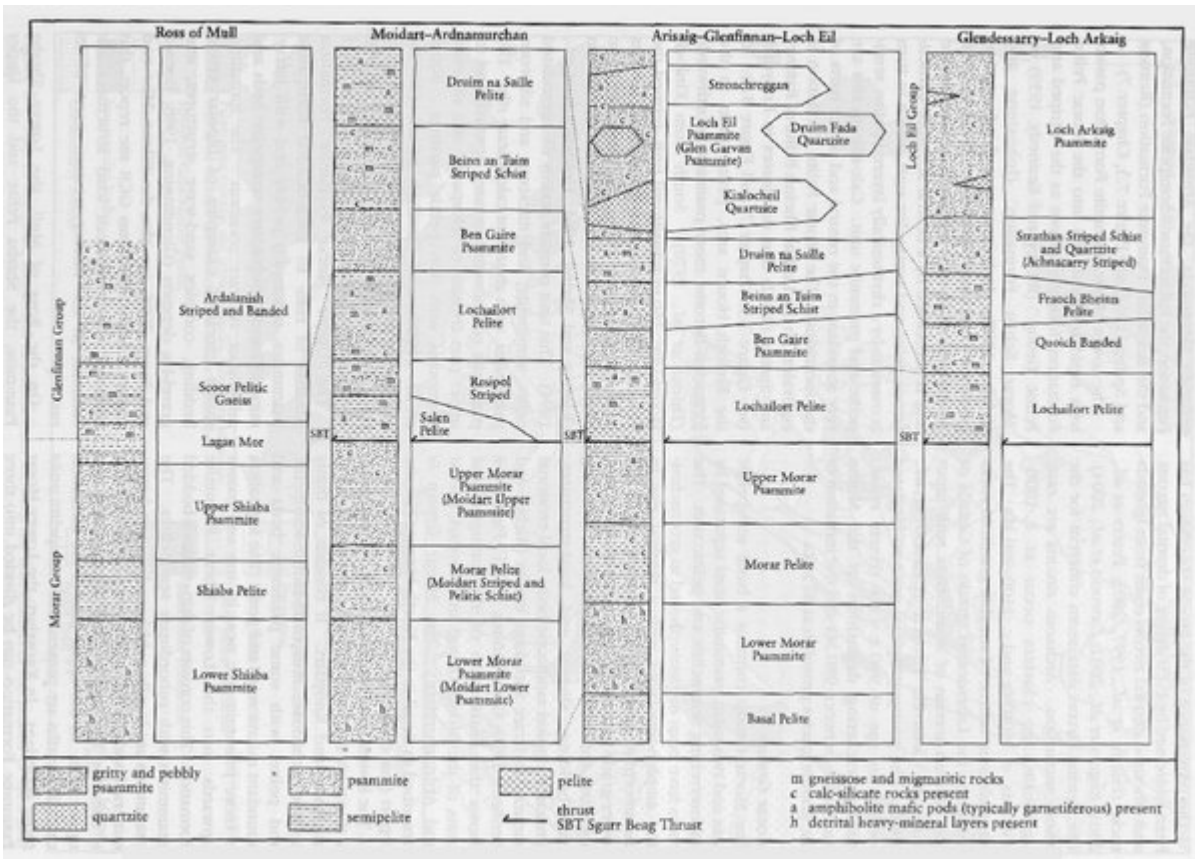 Ross of Mull
Glenfinnan Group
Morar Group
Ardalanish
Striped and Banded
Scoor Pelitic
Gneiss
Lagan Mor
Upper Shiaba
Psammite
Shiaba Pelite
Lower Shiaba
Psammite
Moidart–Ardnamurchan
SBT
Druim na Saille
Pelite
Beinn an Tuim
Striped Schist
Ben Gaire
Psammite
Lochailort
Pelite
Resipol
Striped
Salen
Pelite
Upper Morar
Psammite
(Moidart Upper
Psammite)
Morar Pelite
(Moidart Striped and
Pelitic Schist)
Lower Morar
Psammite
(Moidart Lower
Psammite)
Arisaig–Glenfinnan–Loch Eil
SBT
Stronchreggan
Loch Eil
Psammite
(Glen Garvan
Psammite)
Druim Fada
Quartzite
Kinlocheil
Quartzite
Druim na Saille
Pelite
Beinn an Tuim
Striped Schist
Ben Gaire
Psammite
Lochailort Pelite
Upper Morar
Psammite
Morar Pelite
Lower Morar
Psammite
Basal Pelite
Glendessarry–Loch Arkaig
Loch Eil Group
SBT
Loch Arkaig
Psammite
Strathan Striped Schist
and Quartzite
(Achnacarry Striped)
Fraoch Bheinn
Pelite
Quoich Banded
Lochailort Pelite
gritty and pebbly
psammite
quartzite
psammite
semipelite
pelite
thrust
SBT Sgurr Beag Thrust
m gneissose and migmatitic rocks
c calc-silicate rocks present
a amphibolite mafic pods (typically garnetiferous) present
h detrital heavy-mineral layers present